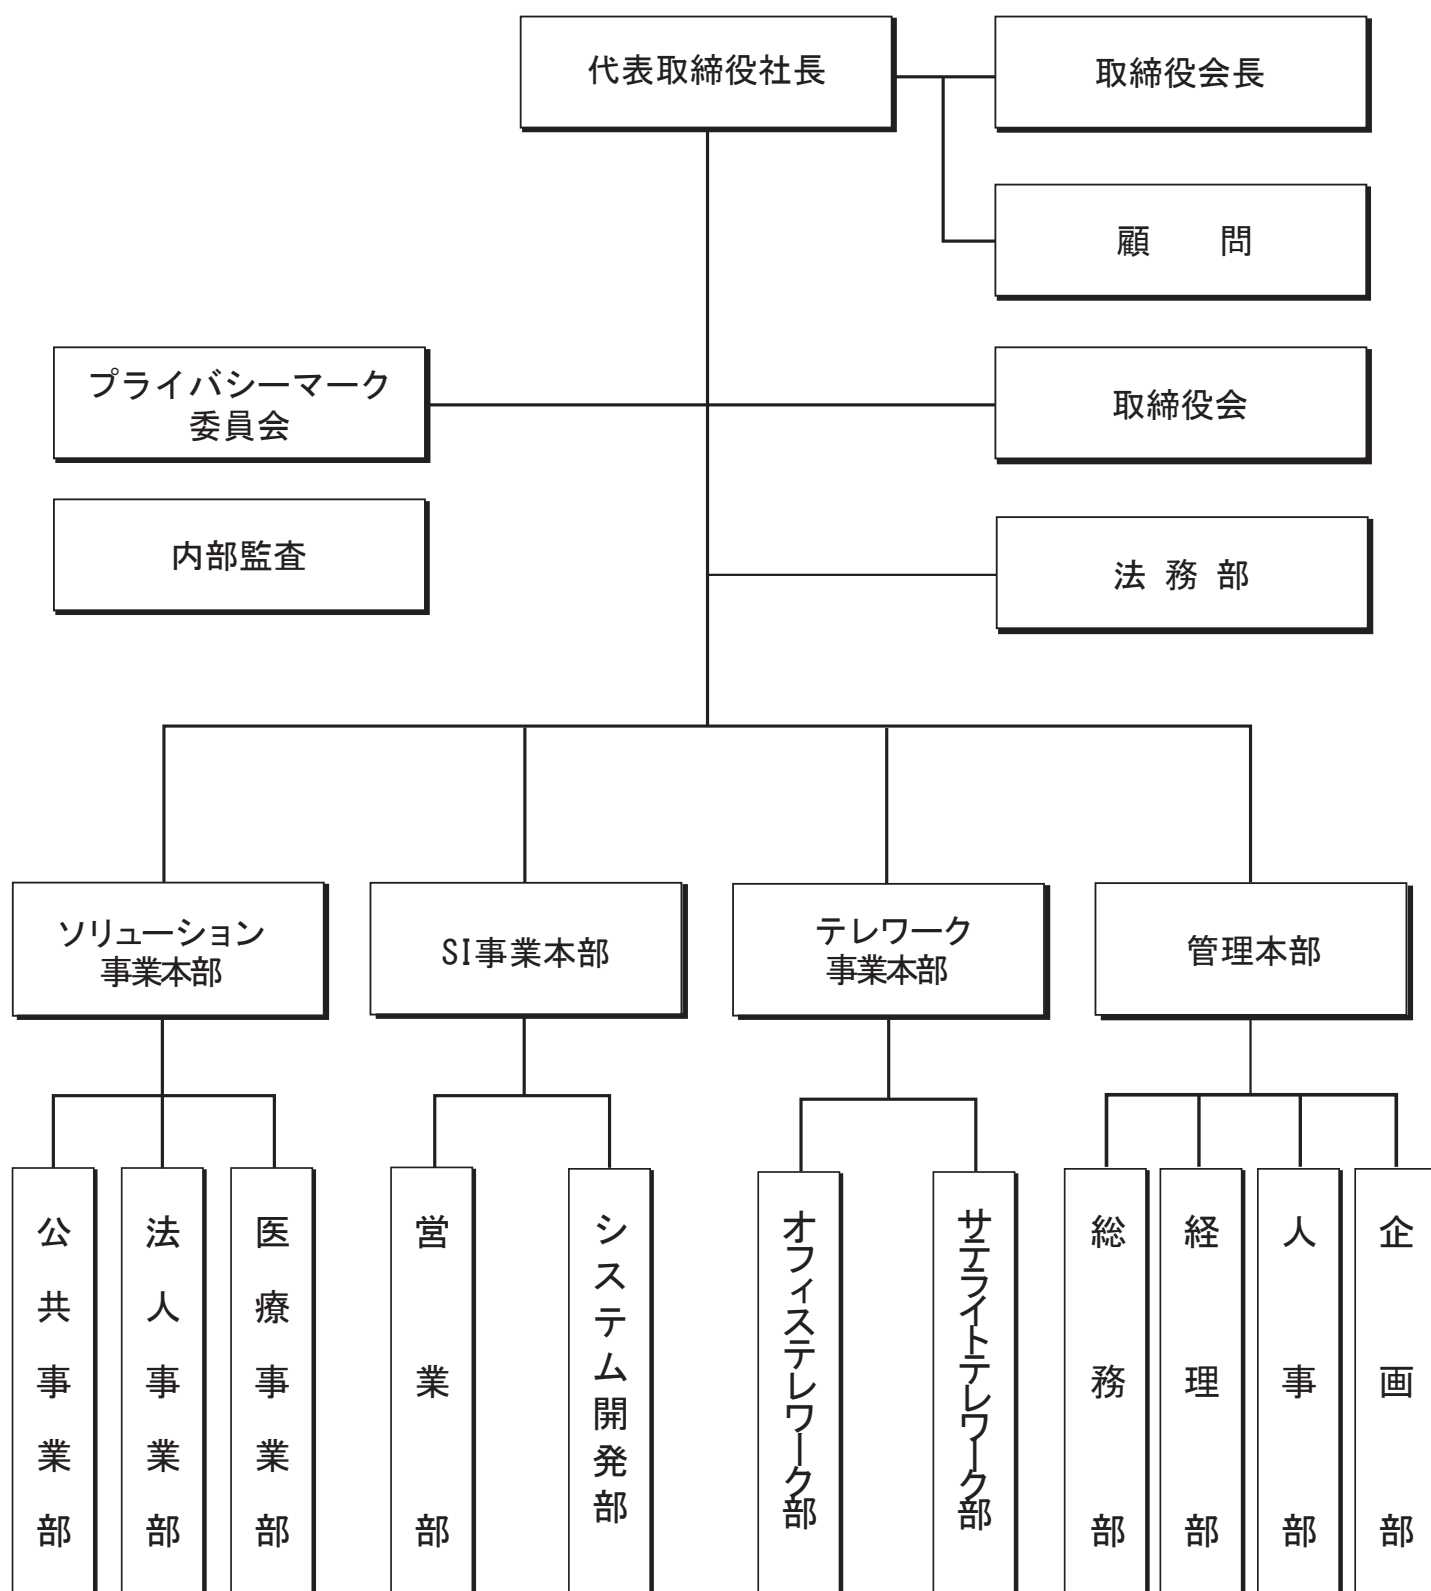 代表取締役社長
取締役会長
顧　　問
プライバシーマーク
委員会
取締役会
内部監査
法 務 部
ソリューション
事業本部
SI事業本部
テレワーク
事業本部
管理本部
公共事業部
法人事業部
医療事業部
営業部
システム開発部
オフィステレワーク部
サテライトテレワーク部
総務部
経理部
人事部
企画部